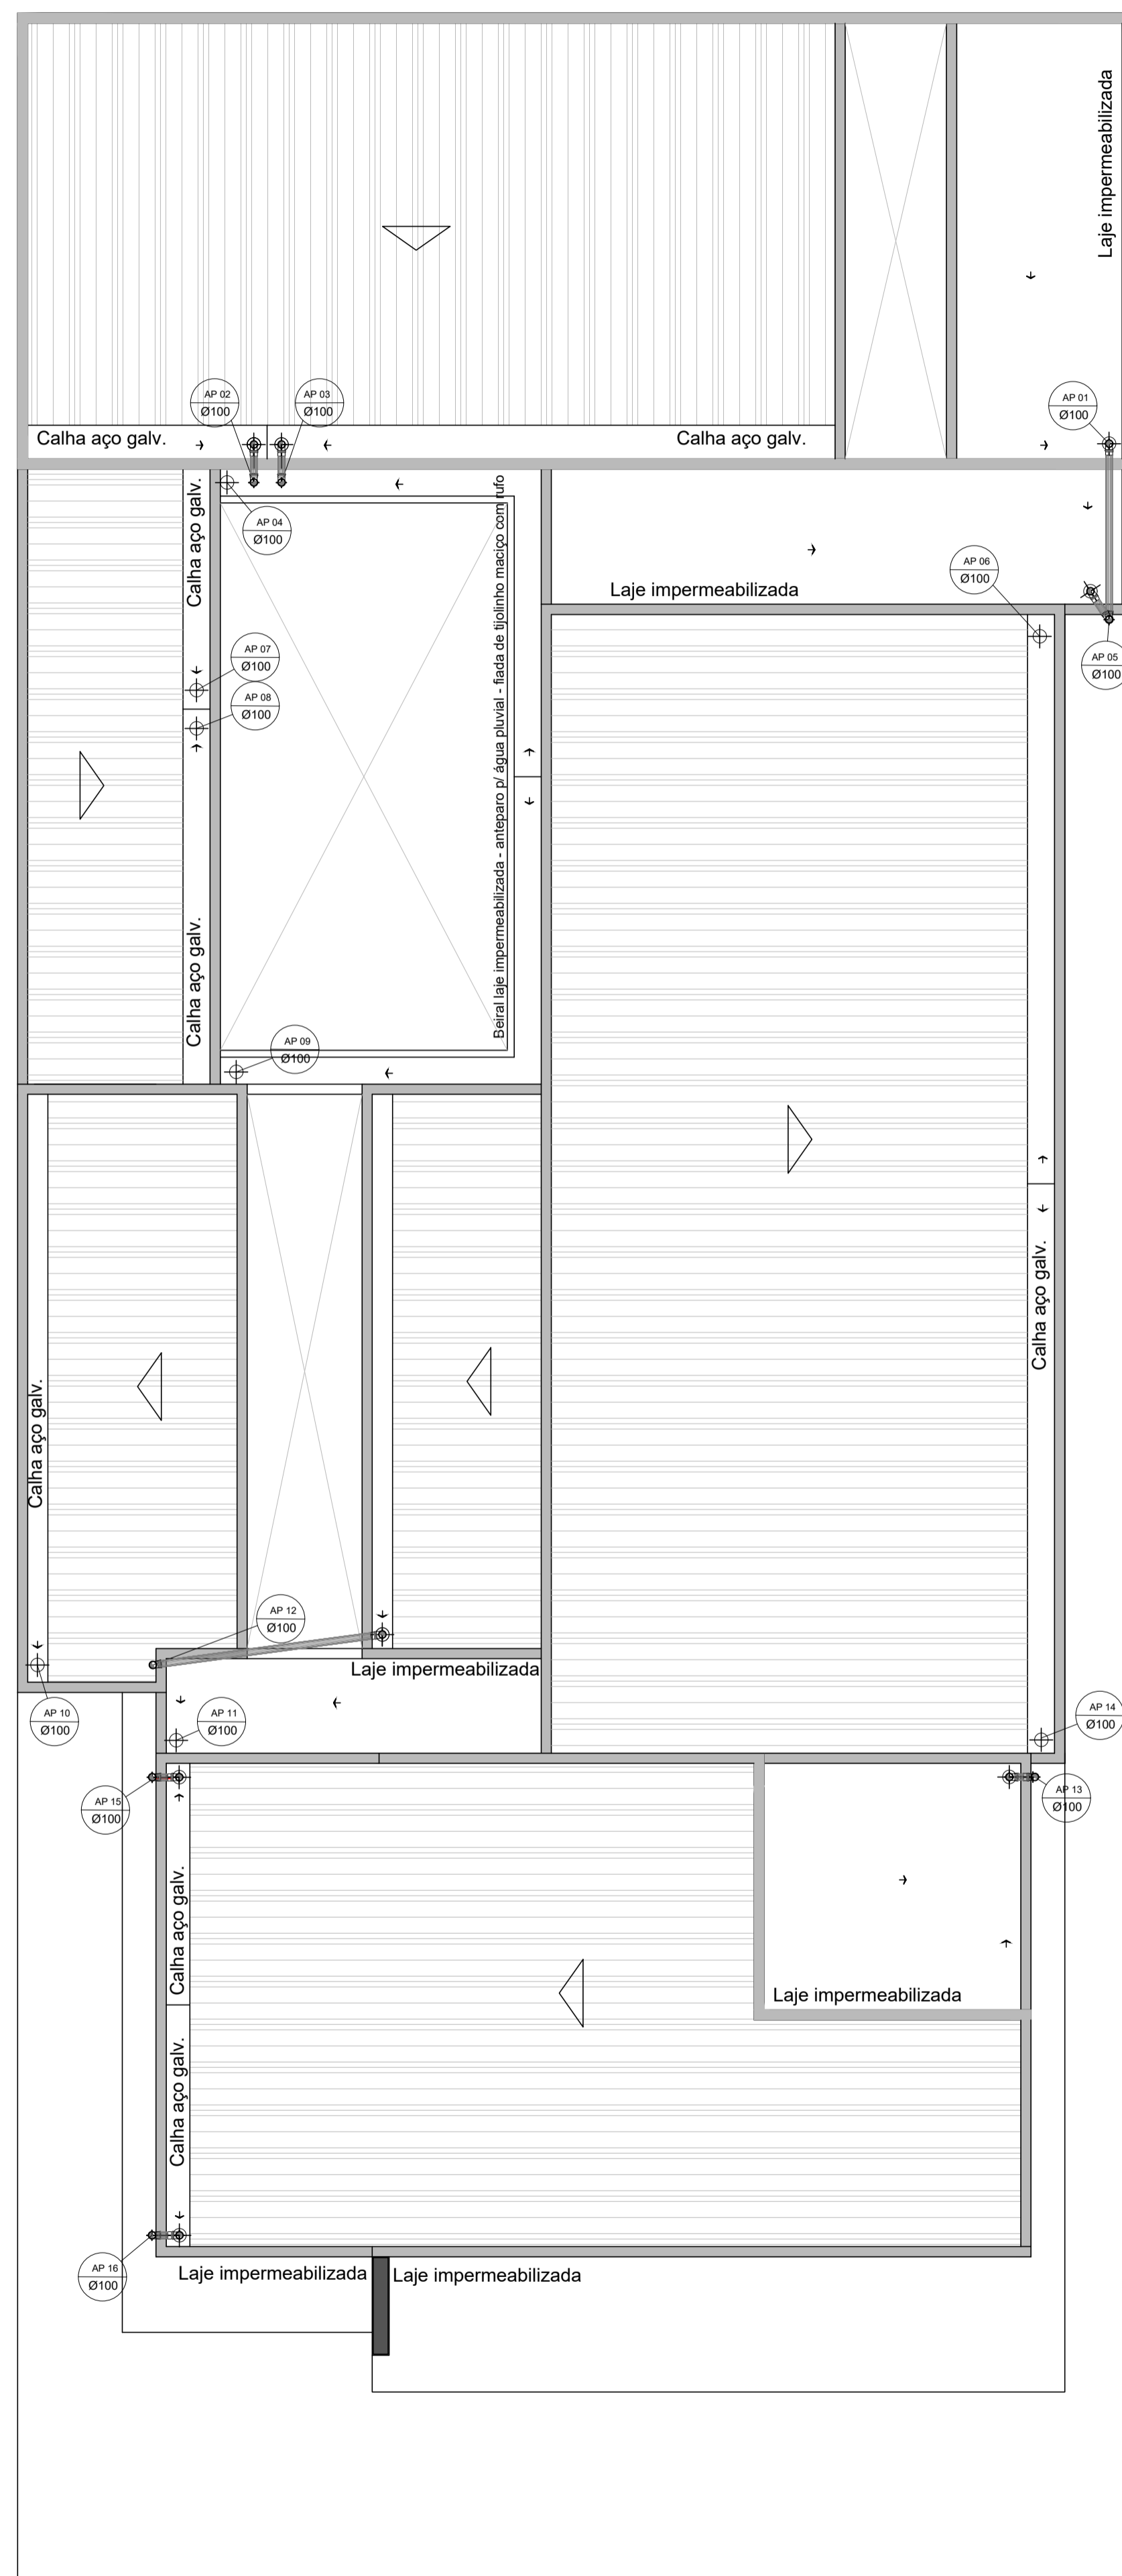 Laje impermeabilizada
AP 02
Ø100
AP 03
Ø100
AP 01
Ø100
Calha aço galv.
Calha aço galv.
Calha aço galv.
AP 04
Ø100
Beiral laje impermeabilizada - anteparo p/ água pluvial - fiada de tijolinho maciço com rufo
AP 06
Ø100
Laje impermeabilizada
AP 05
Ø100
AP 07
Ø100
AP 08
Ø100
Calha aço galv.
AP 09
Ø100
Calha aço galv.
Calha aço galv.
AP 12
Ø100
Laje impermeabilizada
AP 10
Ø100
AP 11
Ø100
AP 14
Ø100
AP 15
Ø100
AP 13
Ø100
Calha aço galv.
Laje impermeabilizada
Calha aço galv.
AP 16
Ø100
Laje impermeabilizada
Laje impermeabilizada